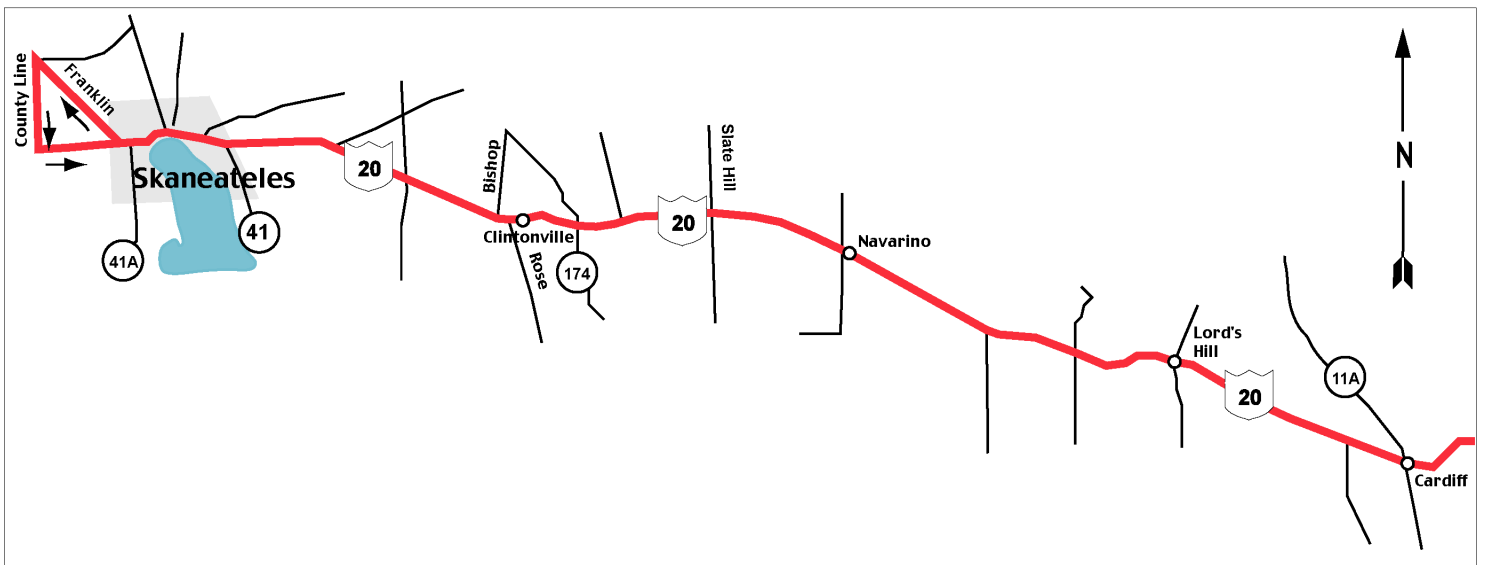 County Line
Franklin
Skaneateles
41A
41
20
Bishop
Clintonville
Rose
174
20
Slate Hill
Navarino
Lord's
Hill
20
11A
Cardiff
N